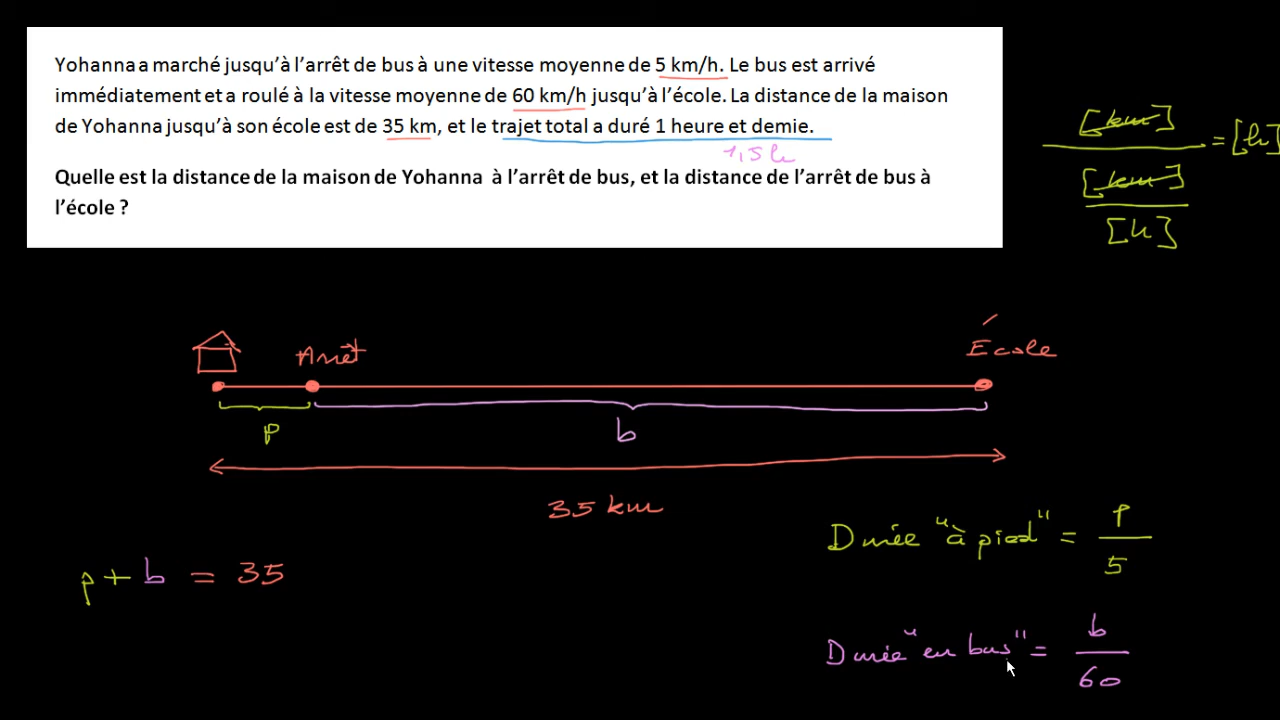 Yohanna a marché jusqu’à l’arrêt de bus à une vitesse moyenne de 5 km/h. Le bus est arrivé
immédiatement et a roulé à la vitesse moyenne de 60 km/h jusqu’à l’école. La distance de la maison
de Yohanna jusqu’à son école est de 35 km, et le trajet total a duré 1 heure et demie.
1,5 h
Quelle est la distance de la maison de Yohanna à l’arrêt de bus, et la distance de l’arrêt de bus à
l’école ?
[km]
[km]
[h]
= [h]
Arrêt
École
p
b
35 km
p + b = 35
Durée "à pied" = p/5
Durée "en bus" = b/60